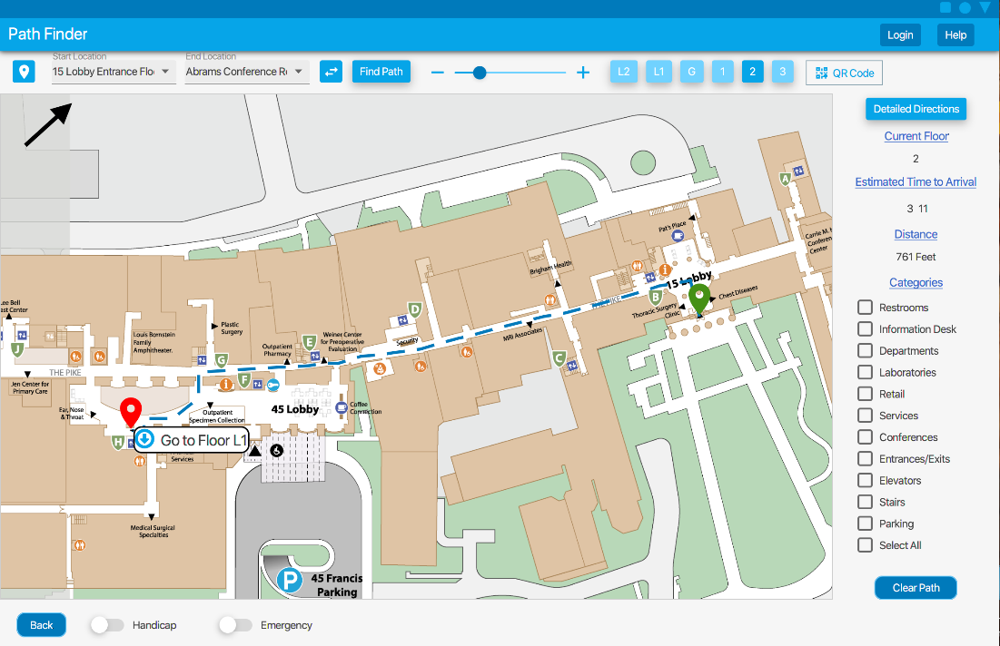 Path Finder
Login
Help
Start Location
End Location
15 Lobby Entrance Flo
Abrams Conference R
Find Path
L2
L1
G
1
2
3
QR Code
Detailed Directions
Current Floor
2
Estimated Time to Arrival
3 11
Distance
761 Feet
Categories
Restrooms
Information Desk
Departments
Laboratories
Retail
Services
Conferences
Entrances/Exits
Elevators
Stairs
Parking
Select All
Clear Path
A
Pat's Place
Carrie M.
Conferen
Center
Brigham Health
15 Lobby
THE PIKE
B
Chest Diseases
Thoracic Surgery
Clinic
D
Security
MRI Associates
C
ee Bell
ast Center
J
Louis Bornstein
Family
Amphitheater.
Plastic
Surgery
G
Outpatient
Pharmacy
E
Weiner Center
for Preoperative
Evaluation
THE PIKE
F
Jen Center for
Primary Care
Ear, Nose
& Throat
Outpatient
Specimen Collection
45 Lobby
Coffee
Connection
H
Go to Floor L1
Services
Medical Surgical
Specialties
P
45 Francis
Parking
Back
Handicap
Emergency